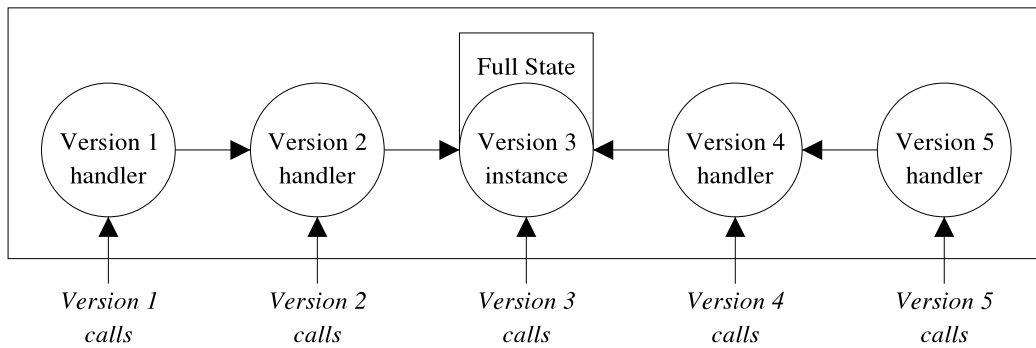 Full State
Version 1
handler
Version 2
handler
Version 3
instance
Version 4
handler
Version 5
handler
Version 1
calls
Version 2
calls
Version 3
calls
Version 4
calls
Version 5
calls